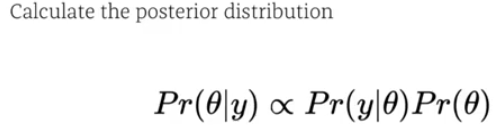 Calculate the posterior distribution
Pr(θ|y) ∝ Pr(y|θ)Pr(θ)